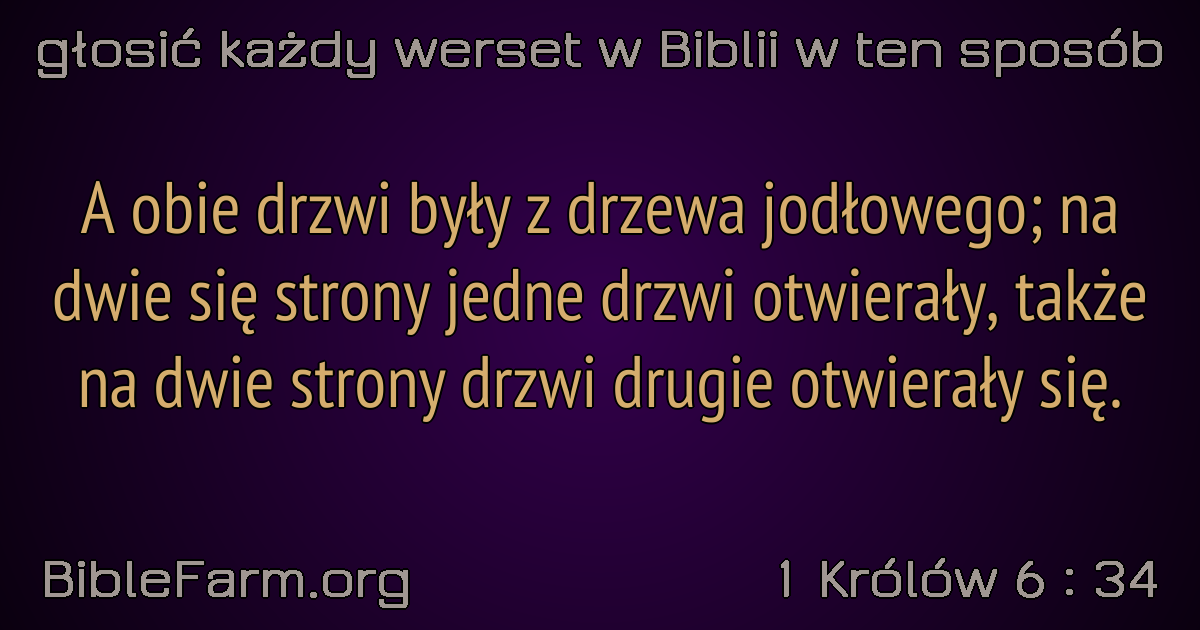 głosić każdy werset w Biblii w ten sposób
A obie drzwi były z drzewa jodłowego; na
dwie się strony jedne drzwi otwierały, także
na dwie strony drzwi drugie otwierały się.
BibleFarm.org
1 Królów 6 : 34